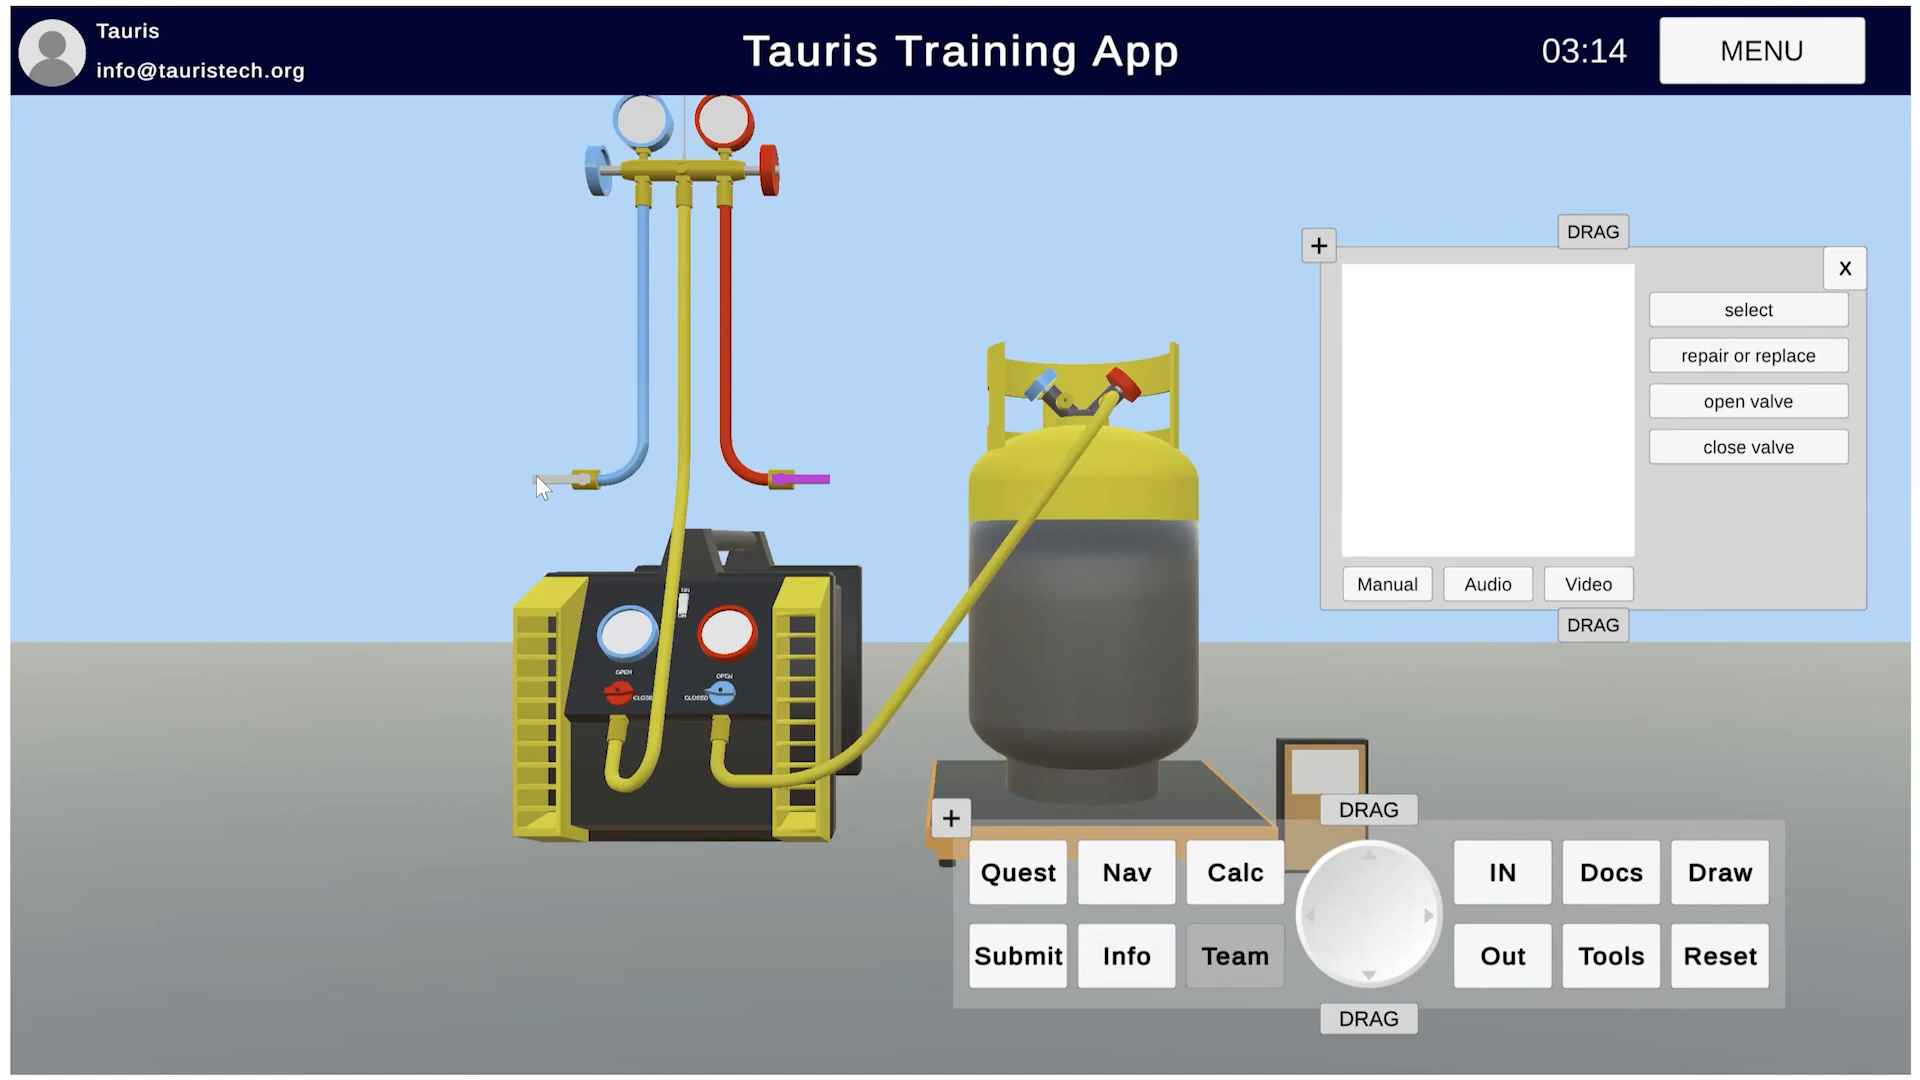 Tauris
info@tauristech.org
Tauris Training App
03:14
MENU
DRAG
+
X
select
repair or replace
open valve
close valve
Manual
Audio
Video
DRAG
OPEN
CLOSED
OPEN
DRAG
+
Quest
Nav
Calc
IN
Docs
Draw
Submit
Info
Team
Out
Tools
Reset
DRAG